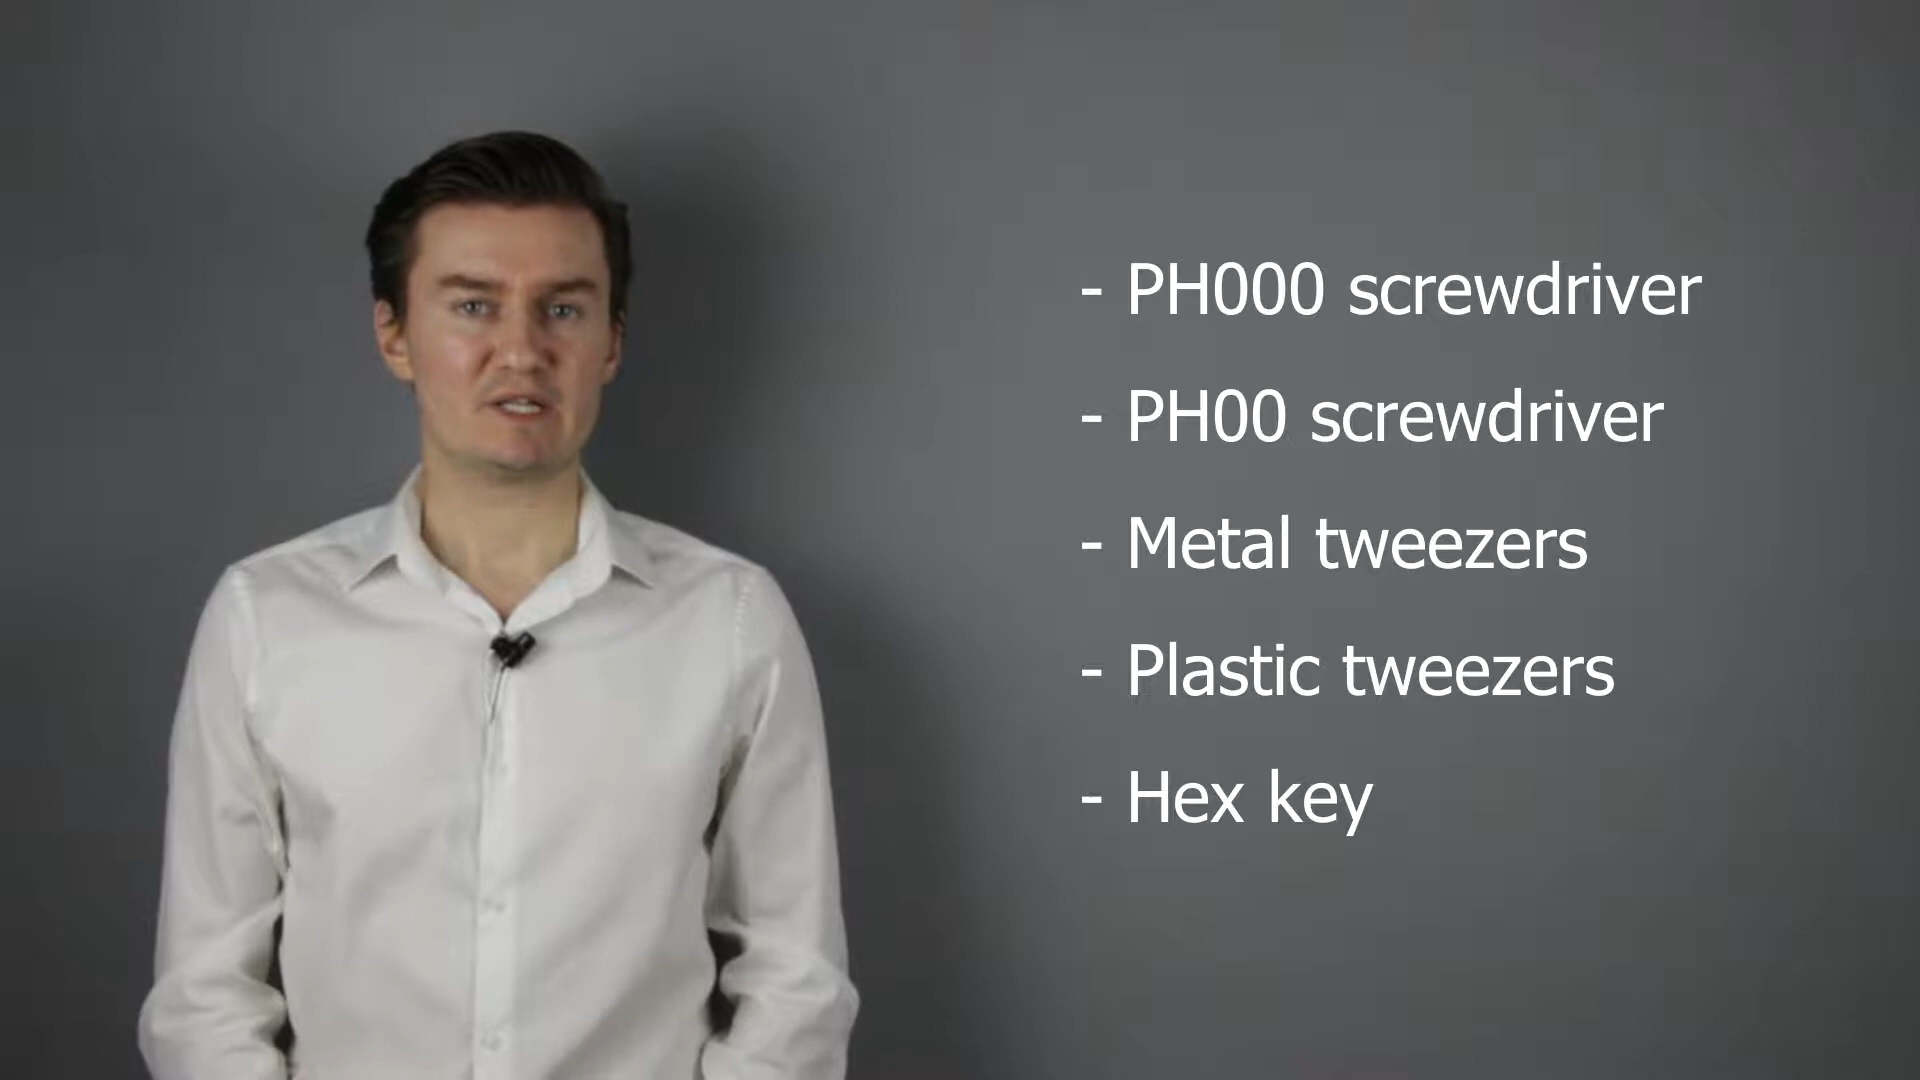 - PH000 screwdriver
- PH00 screwdriver
- Metal tweezers
- Plastic tweezers
- Hex key